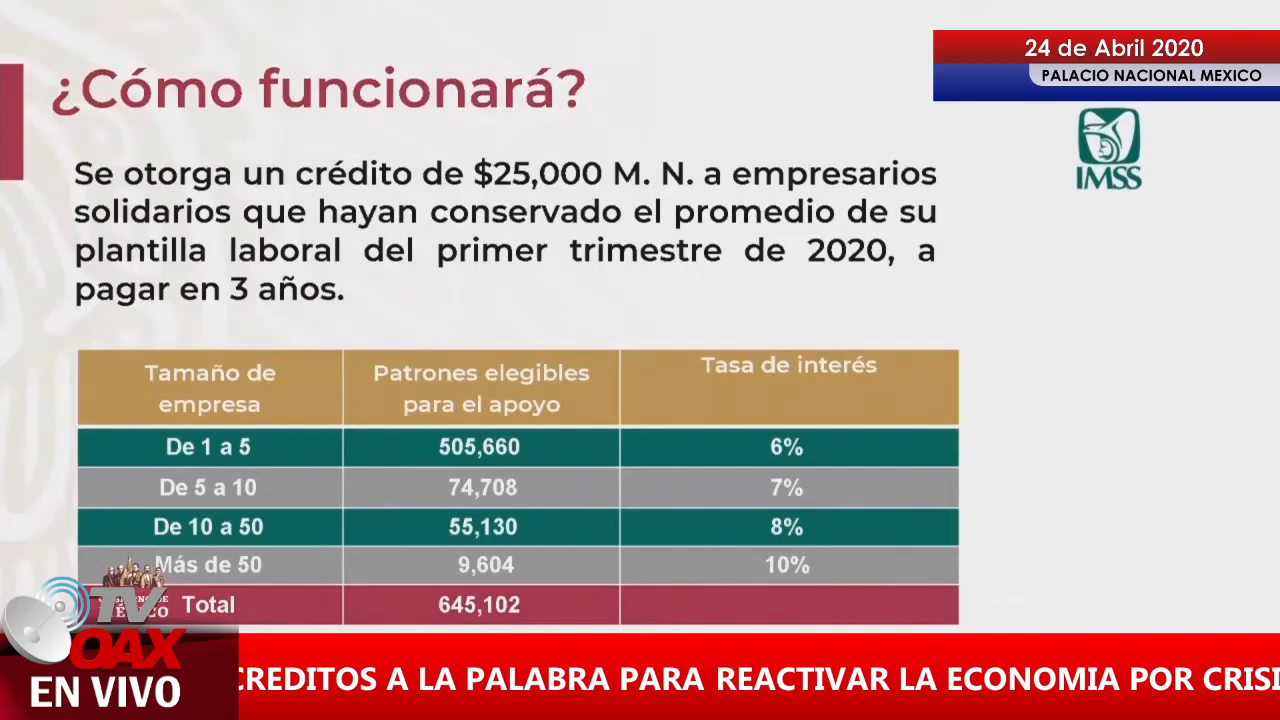 24 de Abril 2020
PALACIO NACIONAL MEXICO
¿Cómo funcionará?
IMSS
Se otorga un crédito de $25,000 M. N. a empresarios
solidarios que hayan conservado el promedio de su
plantilla laboral del primer trimestre de 2020, a
pagar en 3 años.
Tamaño de empresa Patrones elegibles para el apoyo Tasa de interés
De 1 a 5 505,660 6%
De 5 a 10 74,708 7%
De 10 a 50 55,130 8%
Más de 50 9,604 10%
Total 645,102
MÉXICO
TV
OAX
EN VIVO
CREDITOS A LA PALABRA PARA REACTIVAR LA ECONOMIA POR CRISI